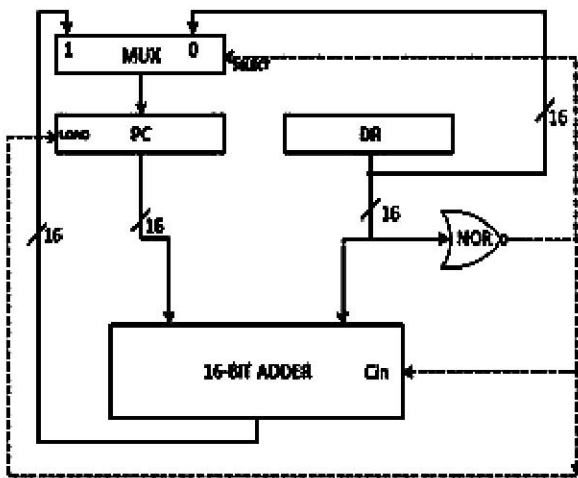 1 MUX 0
SELECT
16
LOAD PC
DR
16
16
16
NOR
16-BIT ADDER Cin